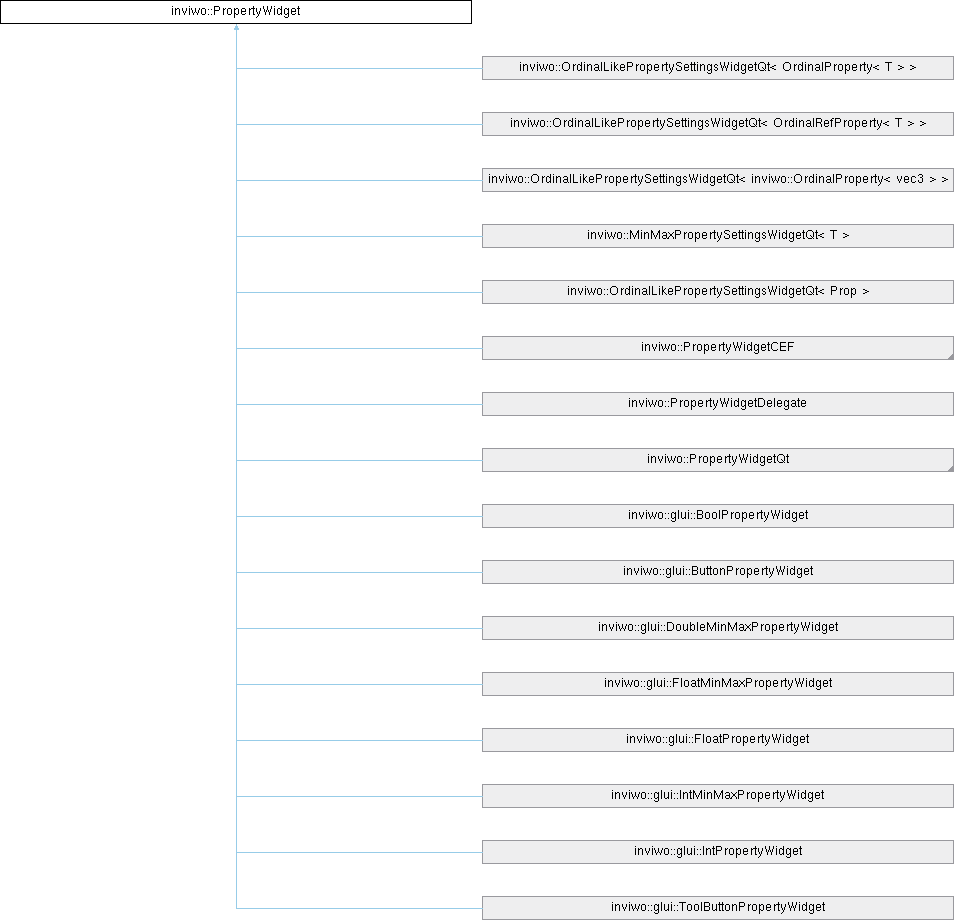 inviwo::PropertyWidget
inviwo::OrdinalLikePropertySettingsWidgetQt< OrdinalProperty< T > >
inviwo::OrdinalLikePropertySettingsWidgetQt< OrdinalRefProperty< T > >
inviwo::OrdinalLikePropertySettingsWidgetQt< inviwo::OrdinalProperty< vec3 > >
inviwo::MinMaxPropertySettingsWidgetQt< T >
inviwo::OrdinalLikePropertySettingsWidgetQt< Prop >
inviwo::PropertyWidgetCEF
inviwo::PropertyWidgetDelegate
inviwo::PropertyWidgetQt
inviwo::glui::BoolPropertyWidget
inviwo::glui::ButtonPropertyWidget
inviwo::glui::DoubleMinMaxPropertyWidget
inviwo::glui::FloatMinMaxPropertyWidget
inviwo::glui::FloatPropertyWidget
inviwo::glui::IntMinMaxPropertyWidget
inviwo::glui::IntPropertyWidget
inviwo::glui::ToolButtonPropertyWidget